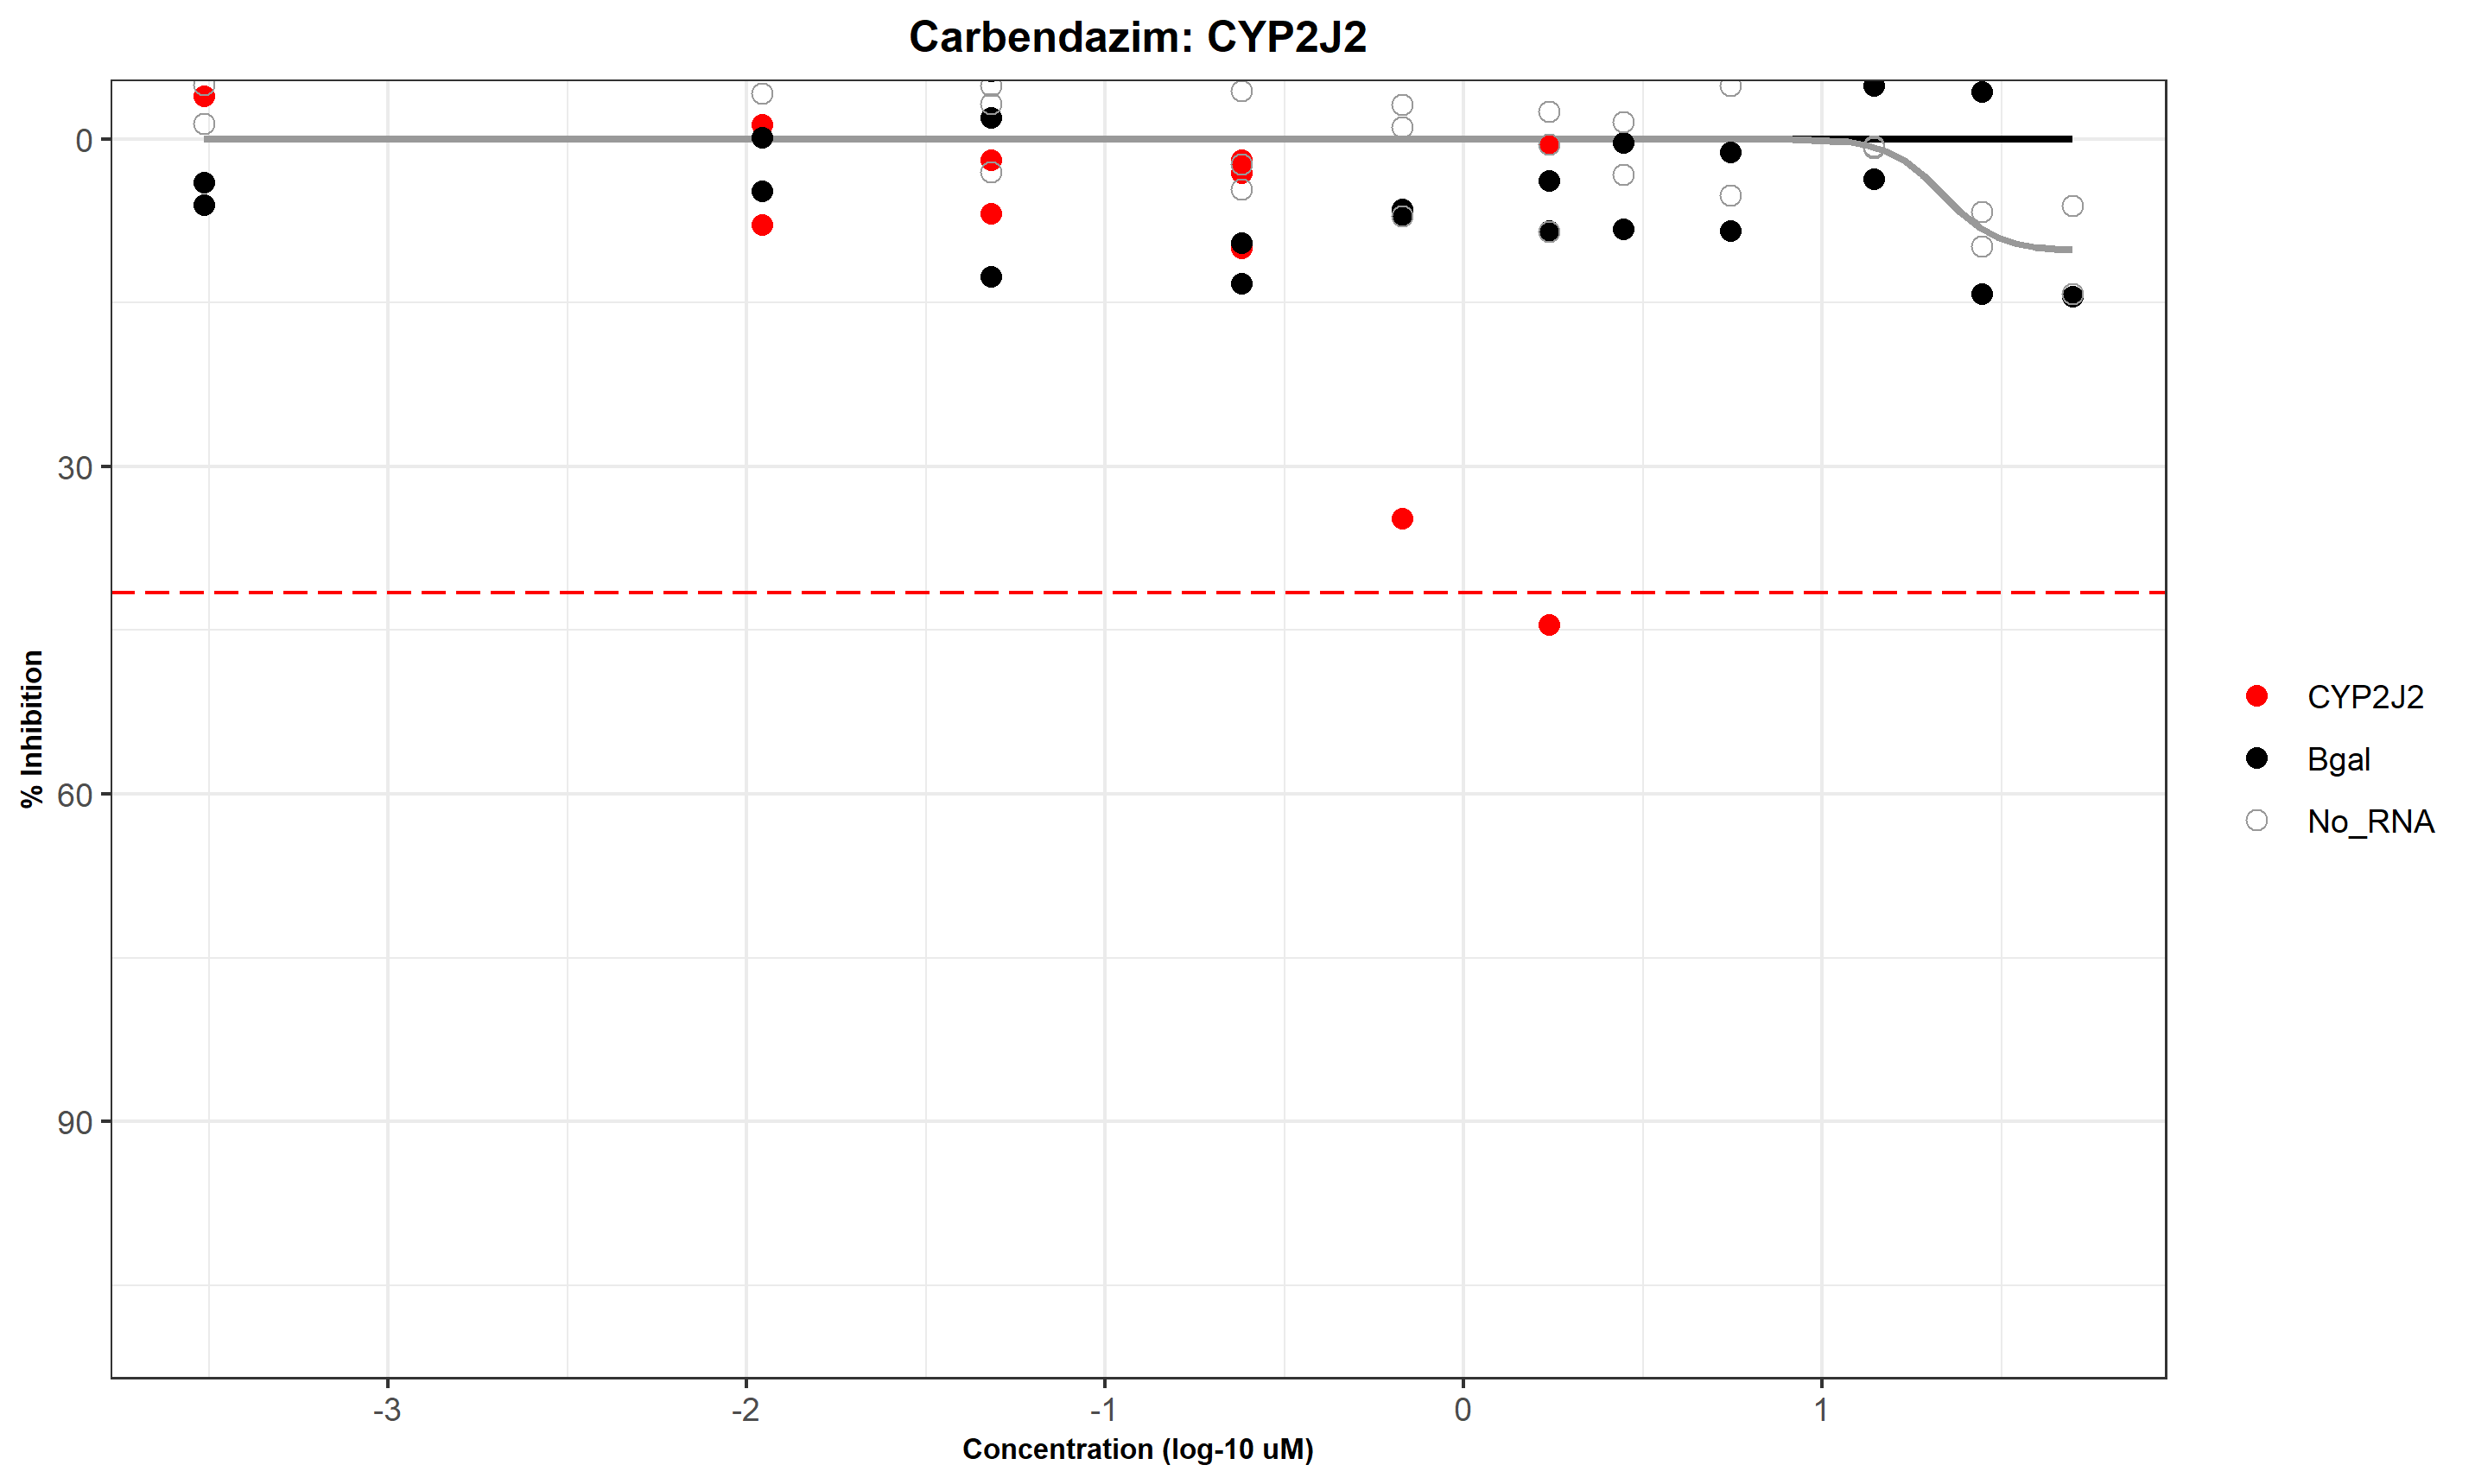 Carbendazim: CYP2J2
% Inhibition
0
30
60
90
-3
-2
-1
0
1
Concentration (log-10 uM)
CYP2J2
Bgal
No_RNA